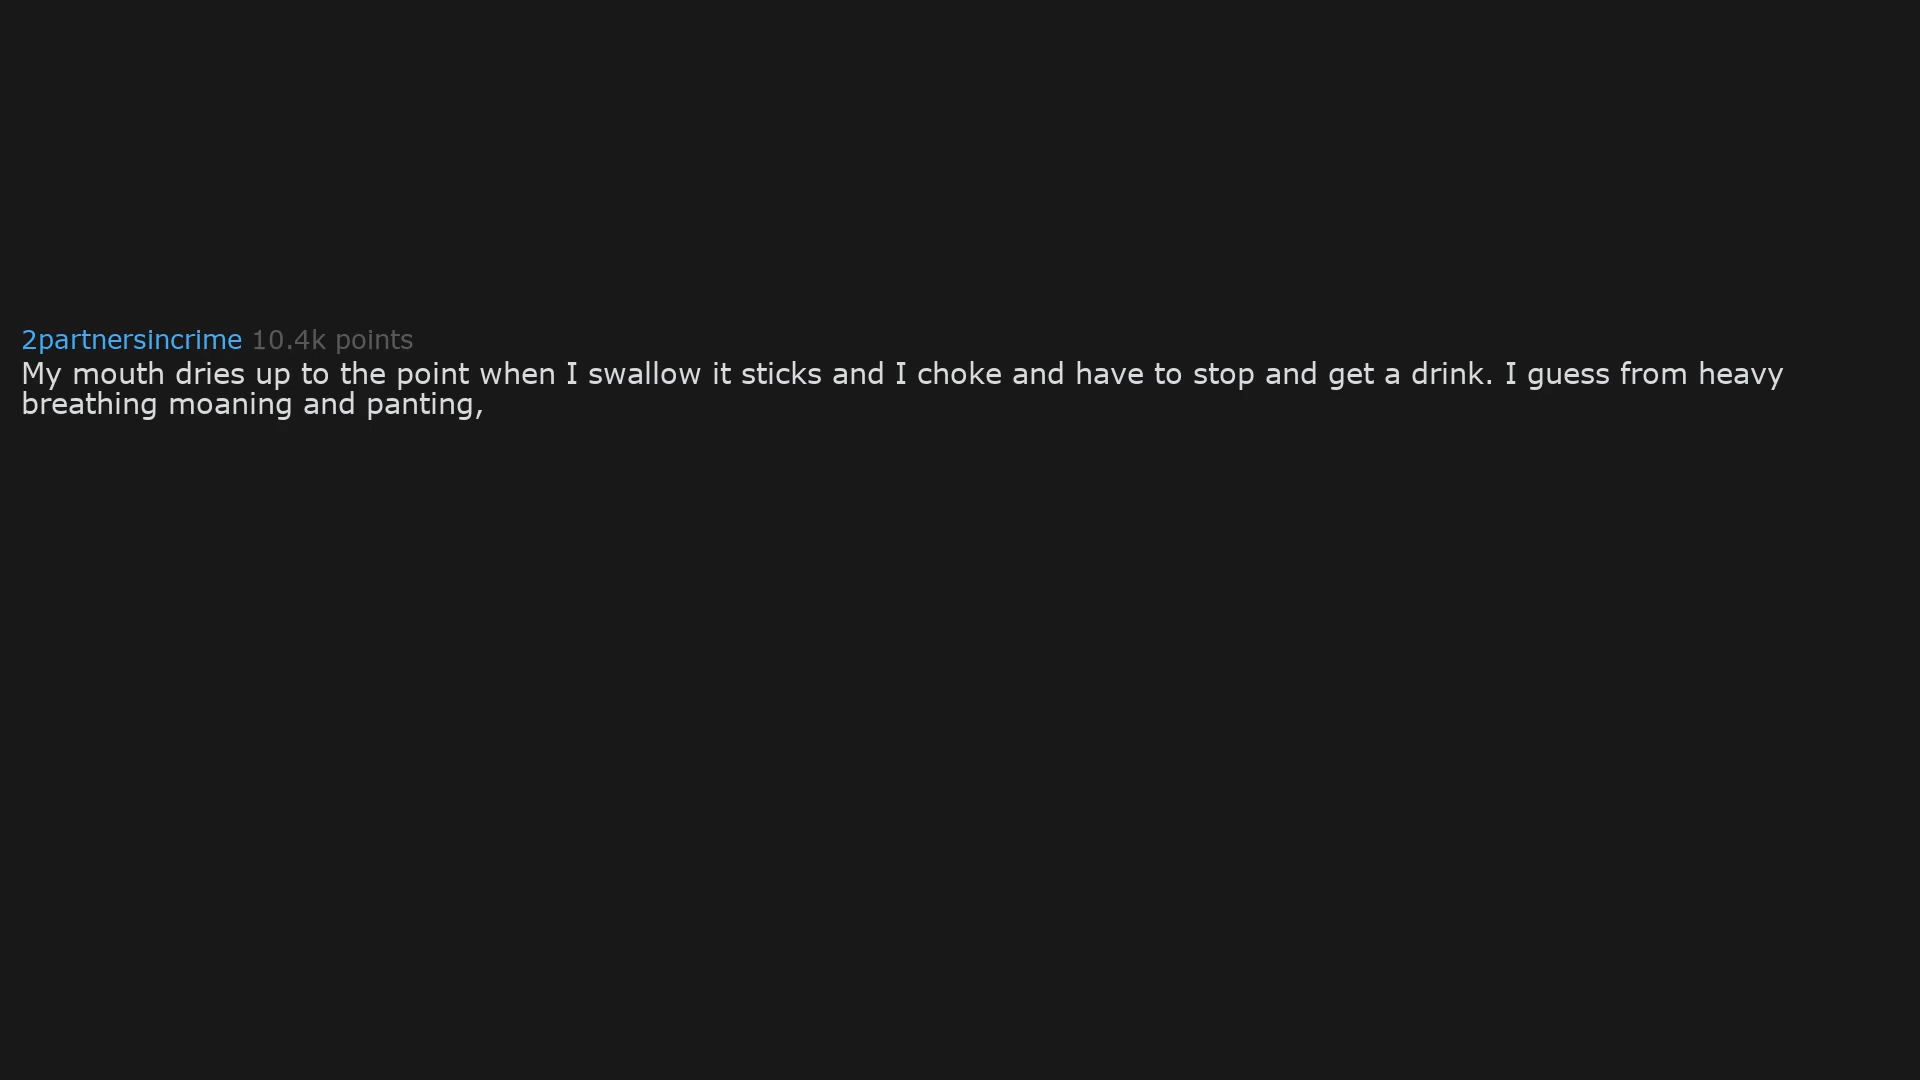 2partnersincrime 10.4k points
My mouth dries up to the point when I swallow it sticks and I choke and have to stop and get a drink. I guess from heavy
breathing moaning and panting,